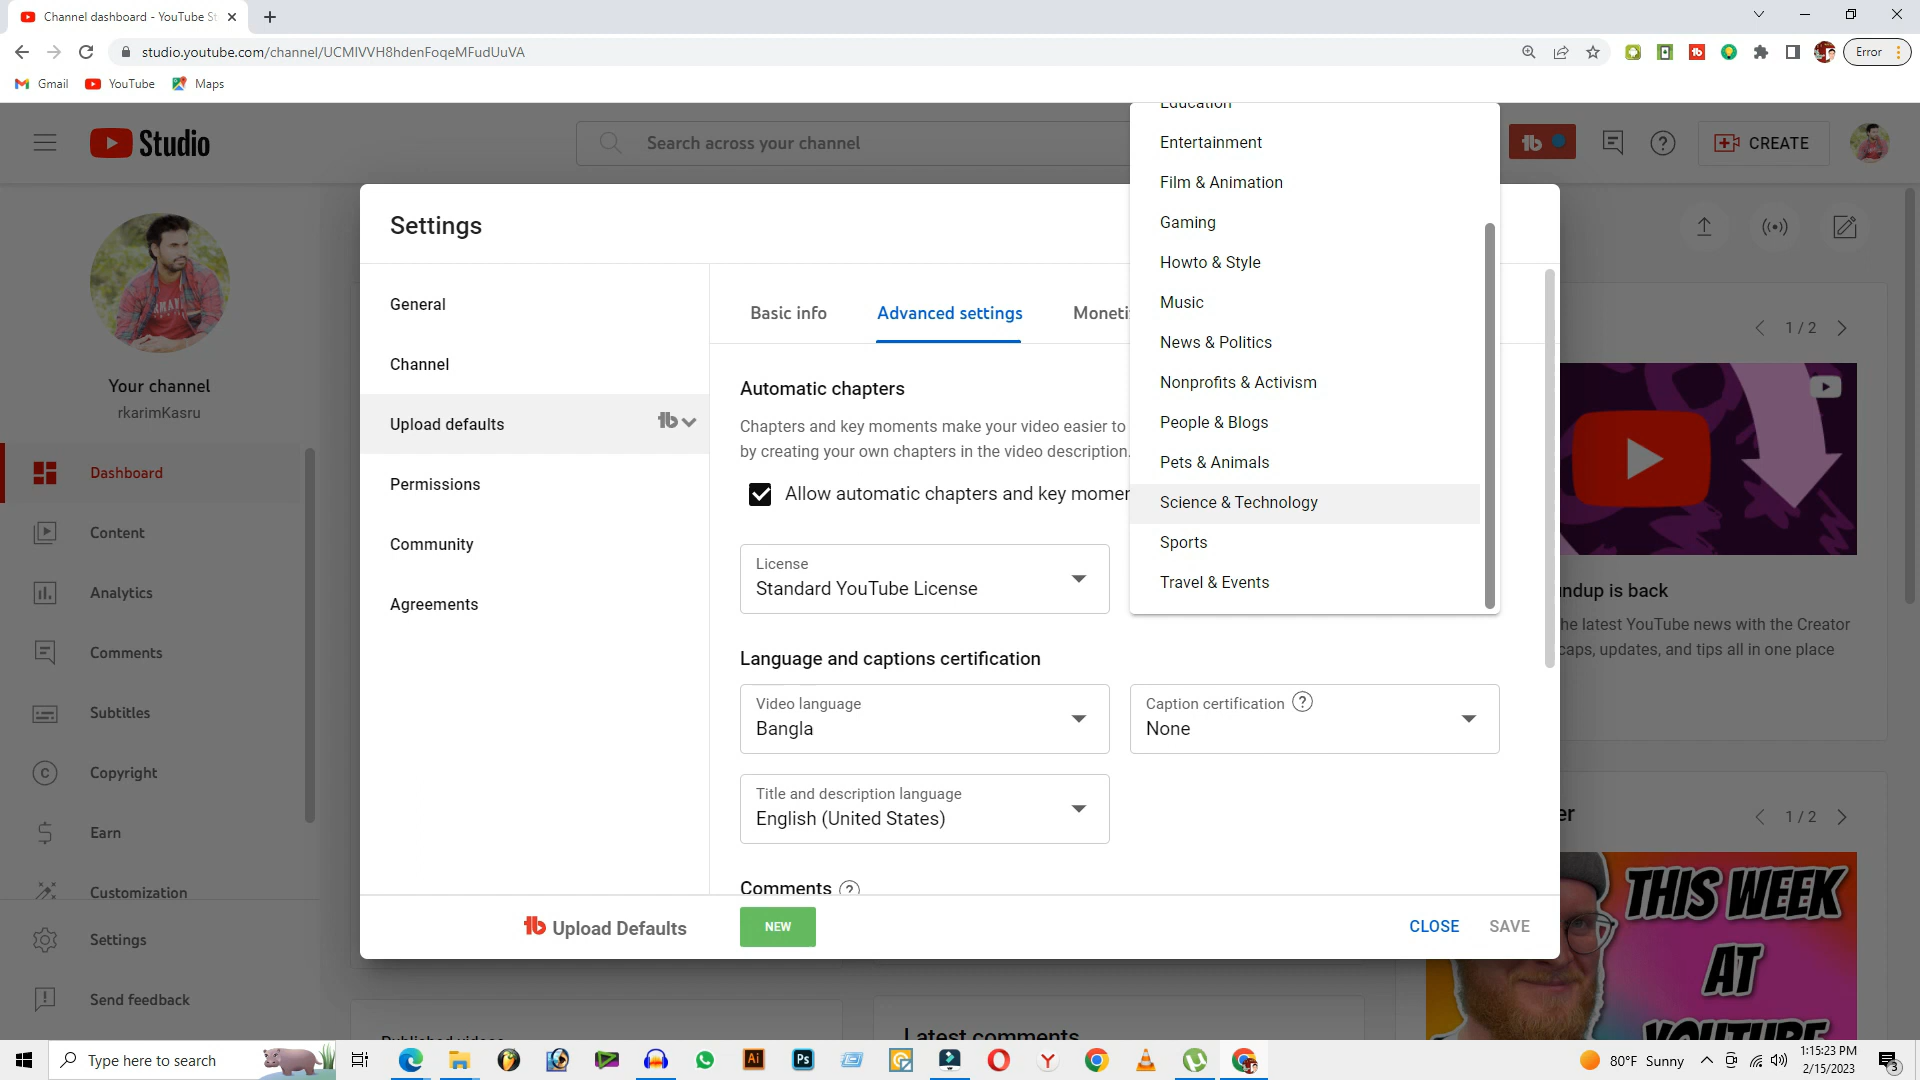 Channel dashboard - YouTube St
studio.youtube.com/channel/UCMIVVH8hdenFoqeMFudUuVA
Error
Gmail
YouTube
Maps
Studio
Search across your channel
CREATE
Your channel
rkarimKasru
Dashboard
Content
Analytics
Comments
Subtitles
Copyright
Earn
Customization
Settings
Send feedback
Settings
General
Channel
Upload defaults
Permissions
Community
Agreements
Basic info
Advanced settings
Moneti
Automatic chapters
Chapters and key moments make your video easier to
by creating your own chapters in the video description.
Allow automatic chapters and key momen
License
Standard YouTube License
Education
Entertainment
Film & Animation
Gaming
Howto & Style
Music
News & Politics
Nonprofits & Activism
People & Blogs
Pets & Animals
Science & Technology
Sports
Travel & Events
Language and captions certification
Video language
Bangla
Caption certification
None
Title and description language
English (United States)
Comments
Upload Defaults
NEW
CLOSE
SAVE
1 / 2
ndup is back
he latest YouTube news with the Creator
caps, updates, and tips all in one place
er
1 / 2
THIS WEEK
AT
YOUTUBE
Published videos
Latest comments
Type here to search
Ai
Ps
80°F Sunny
1:15:23 PM
2/15/2023
3